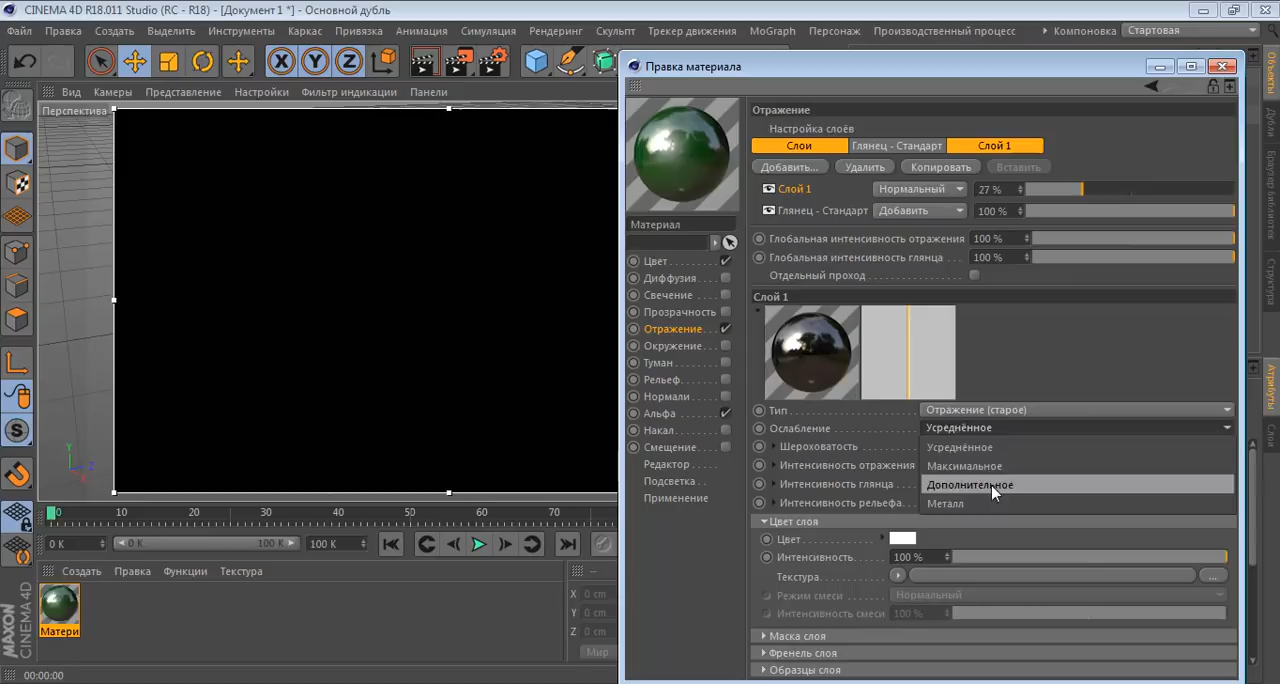 CINEMA 4D R18.011 Studio (RC - R18) - [Документ 1 *] - Основной дубль
Файл Правка Создать Выделить Инструменты Каркас Привязка Анимация Симуляция Рендеринг Скульпт Трекер движения MoGraph Персонаж Производственный процесс Компоновка Стартовая
Правка материала
Вид Камеры Представление Настройки Фильтр индикации Панели
Перспектива
Отражение
Настройка слоёв
Слои Глянец - Стандарт Слой 1
Добавить... Удалить Копировать Вставить
Слой 1 Нормальный 27 %
Глянец - Стандарт Добавить 100 %
Глобальная интенсивность отражения 100 %
Глобальная интенсивность глянца 100 %
Отдельный проход
Слой 1
Материал
Цвет
Диффузия
Свечение
Прозрачность
Отражение
Окружение
Туман
Рельеф
Нормали
Альфа
Накал
Смещение
Редактор
Подсветка
Применение
Тип Отражение (старое)
Ослабление Усреднённое
Шероховатость Усреднённое
Максимальное
Интенсивность отражения
Интенсивность глянца Дополнительное
Интенсивность рельефа Металл
Цвет слоя
Цвет
Интенсивность 100 %
Текстура ...
Режим смеси Нормальный
Интенсивность смеси 100 %
Маска слоя
Френель слоя
Образцы слоя
0 10 20 30 40 50 60 70
0 K 0 K 100 K 100 K
Создать Правка Функции Текстура
Матери
X 0 cm
Y 0 cm
Z 0 cm
Мир
X Y Z
S
Y Z X
MAXON
CINEMA 4D
00:00:00
Объекты
Дубли
Браузер библиотек
Структура
Атрибуты
Слои